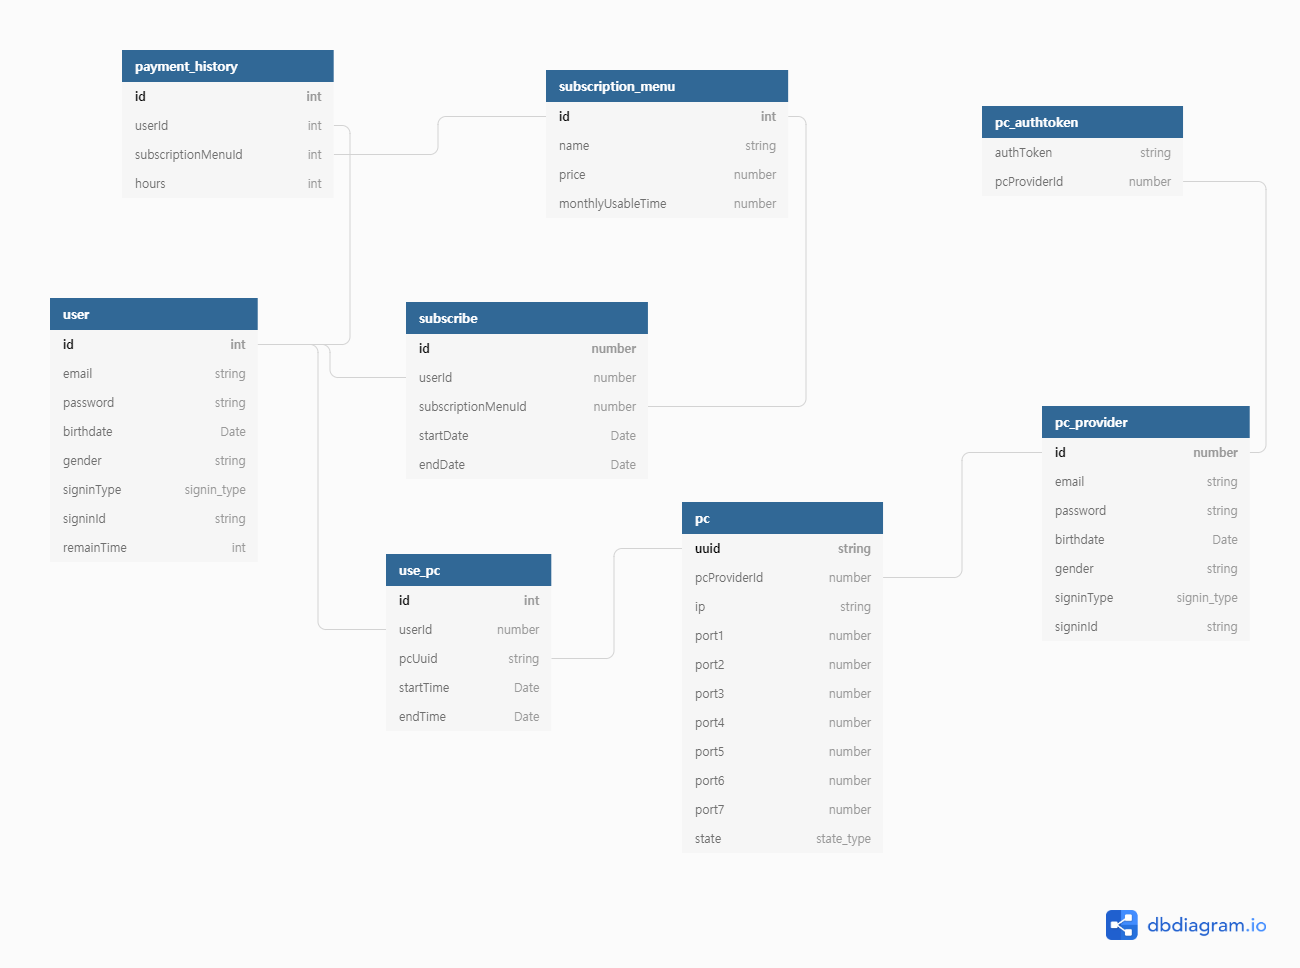 payment_history
id int
userId int
subscriptionMenuId int
hours int
subscription_menu
id int
name string
price number
monthlyUsableTime number
pc_authtoken
authToken string
pcProviderId number
user
id int
email string
password string
birthdate Date
gender string
signinType signin_type
signinId string
remainTime int
subscribe
id number
userId number
subscriptionMenuId number
startDate Date
endDate Date
pc_provider
id number
email string
password string
birthdate Date
gender string
signinType signin_type
signinId string
use_pc
id int
userId number
pcUuid string
startTime Date
endTime Date
pc
uuid string
pcProviderId number
ip string
port1 number
port2 number
port3 number
port4 number
port5 number
port6 number
port7 number
state state_type
dbdiagram.io